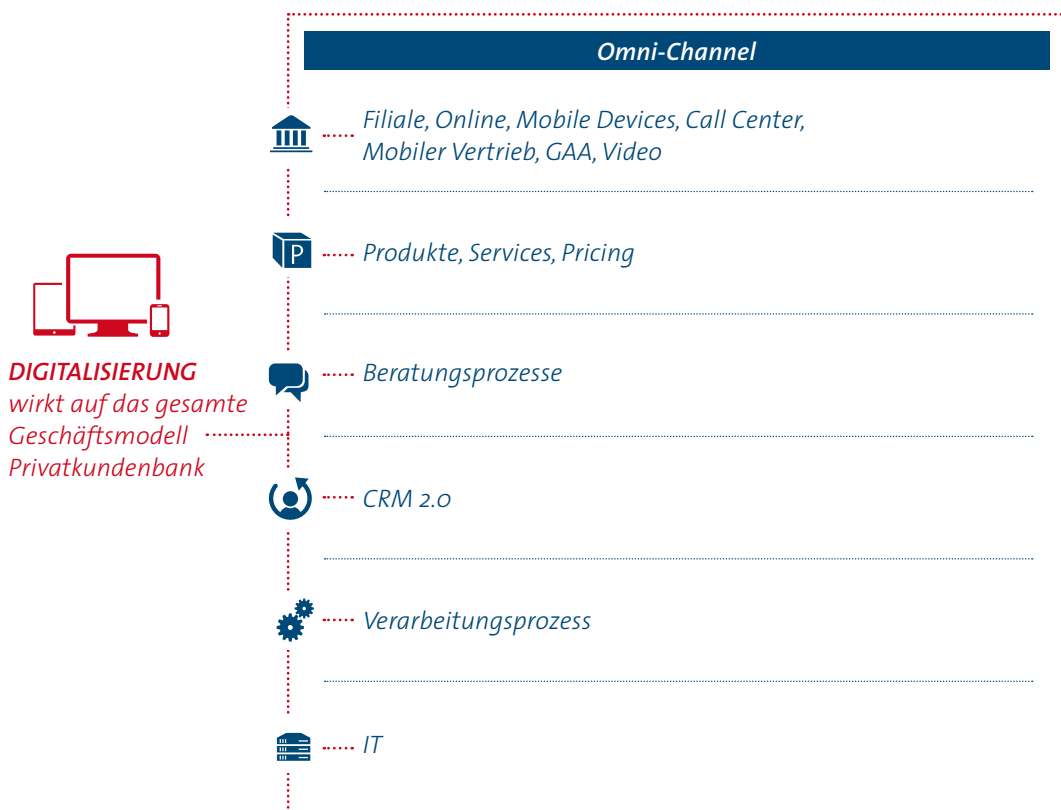 Omni-Channel
Filiale, Online, Mobile Devices, Call Center,
Mobiler Vertrieb, GAA, Video
P
Produkte, Services, Pricing
DIGITALISIERUNG
wirkt auf das gesamte
Geschäftsmodell
Privatkundenbank
Beratungsprozesse
CRM 2.0
Verarbeitungsprozess
IT